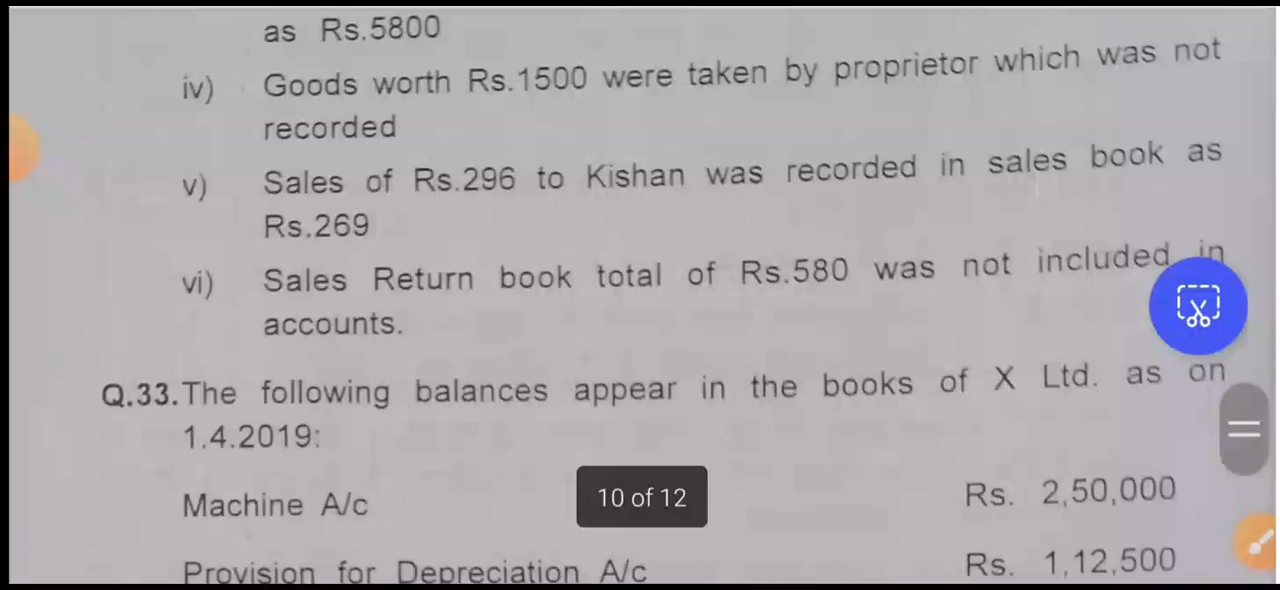 as Rs.5800
iv) Goods worth Rs.1500 were taken by proprietor which was not
recorded
v) Sales of Rs.296 to Kishan was recorded in sales book as
Rs.269
vi) Sales Return book total of Rs.580 was not included in
accounts.
Q.33. The following balances appear in the books of X Ltd. as on
1.4.2019:
Machine A/c Rs. 2,50,000
10 of 12
Provision for Depreciation A/c Rs. 1,12,500